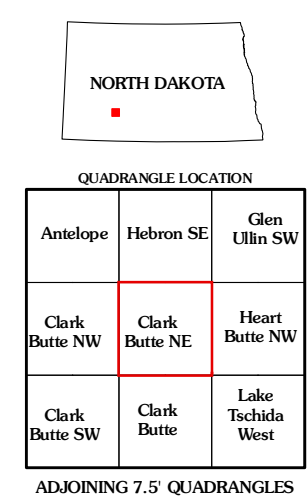 NORTH DAKOTA
QUADRANGLE LOCATION
Antelope
Hebron SE
Glen
Ullin SW
Clark
Butte NW
Clark
Butte NE
Heart
Butte NW
Clark
Butte SW
Clark
Butte
Lake
Tschida
West
ADJOINING 7.5' QUADRANGLES